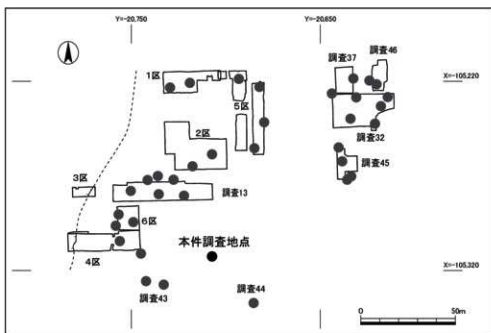 Y=-20,750
Y=-20,650
調査46
調査37
1区
X=-105,220
5区
2区
調査32
3区
調査45
調査13
6区
本件調査地点
4区
X=-105,320
調査43
調査44
0
50m